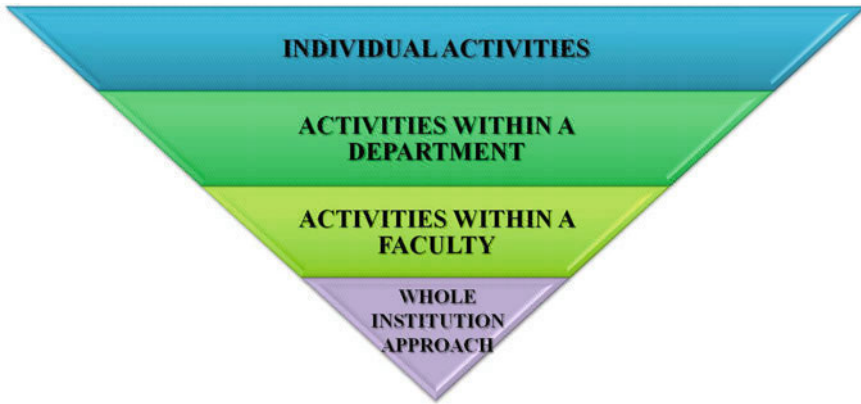 INDIVIDUAL ACTIVITIES
ACTIVITIES WITHIN A
DEPARTMENT
ACTIVITIES WITHIN A
FACULTY
WHOLE
INSTITUTION
APPROACH